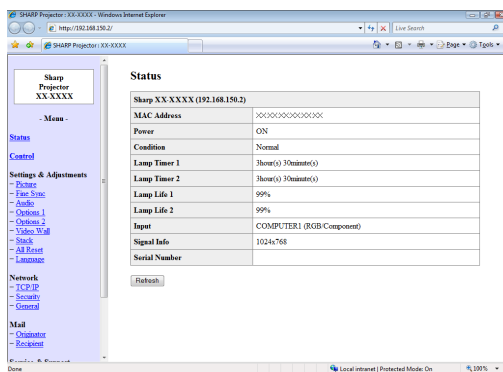 SHARP Projector : XX-XXXX - Windows Internet Explorer
http://192.168.150.2/
Live Search
SHARP Projector : XX-XXXX
Page
Tools
Sharp
Projector
XX-XXXX
- Menu -
Status
Control
Settings & Adjustments
– Picture
– Fine Sync
– Audio
– Options 1
– Options 2
– Video Wall
– Stack
– All Reset
– Language
Network
– TCP/IP
– Security
– General
Mail
– Originator
– Recipient
Status
Sharp XX-XXXX (192.168.150.2)
MAC Address XXXXXXXXXXXX
Power ON
Condition Normal
Lamp Timer 1 3hour(s) 30minute(s)
Lamp Timer 2 3hour(s) 30minute(s)
Lamp Life 1 99%
Lamp Life 2 99%
Input COMPUTER1 (RGB/Component)
Signal Info 1024x768
Serial Number
Refresh
Done
Local intranet | Protected Mode: On
100%